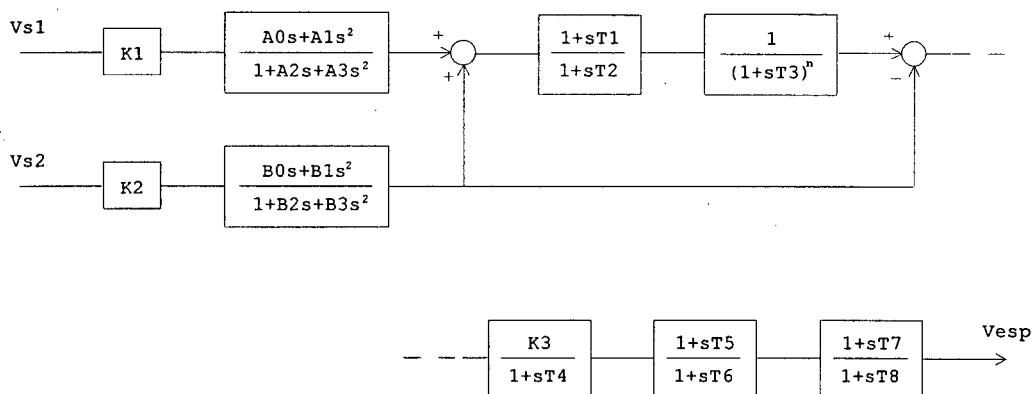 Vs1
K1
A0s+A1s²
1+A2s+A3s²
+
+
1+sT1
1+sT2
1
(1+sT3)ⁿ
+
−
Vs2
K2
B0s+B1s²
1+B2s+B3s²
K3
1+sT4
1+sT5
1+sT6
1+sT7
1+sT8
Vesp